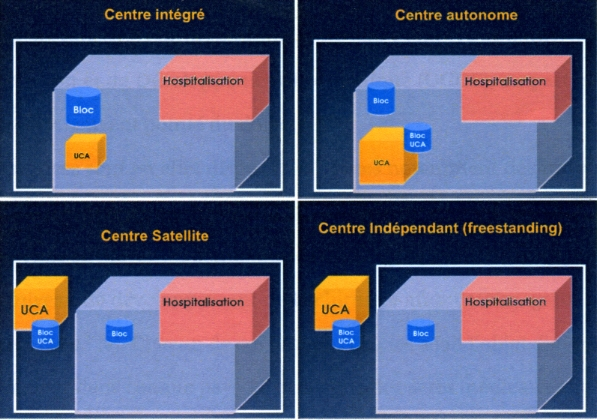 Centre intégré
Hospitalisation
Bloc
UCA
Centre autonome
Hospitalisation
Bloc
Bloc
UCA
UCA
Centre Satellite
UCA
Hospitalisation
Bloc
UCA
Bloc
Centre Indépendant (freestanding)
UCA
Hospitalisation
Bloc
UCA
Bloc